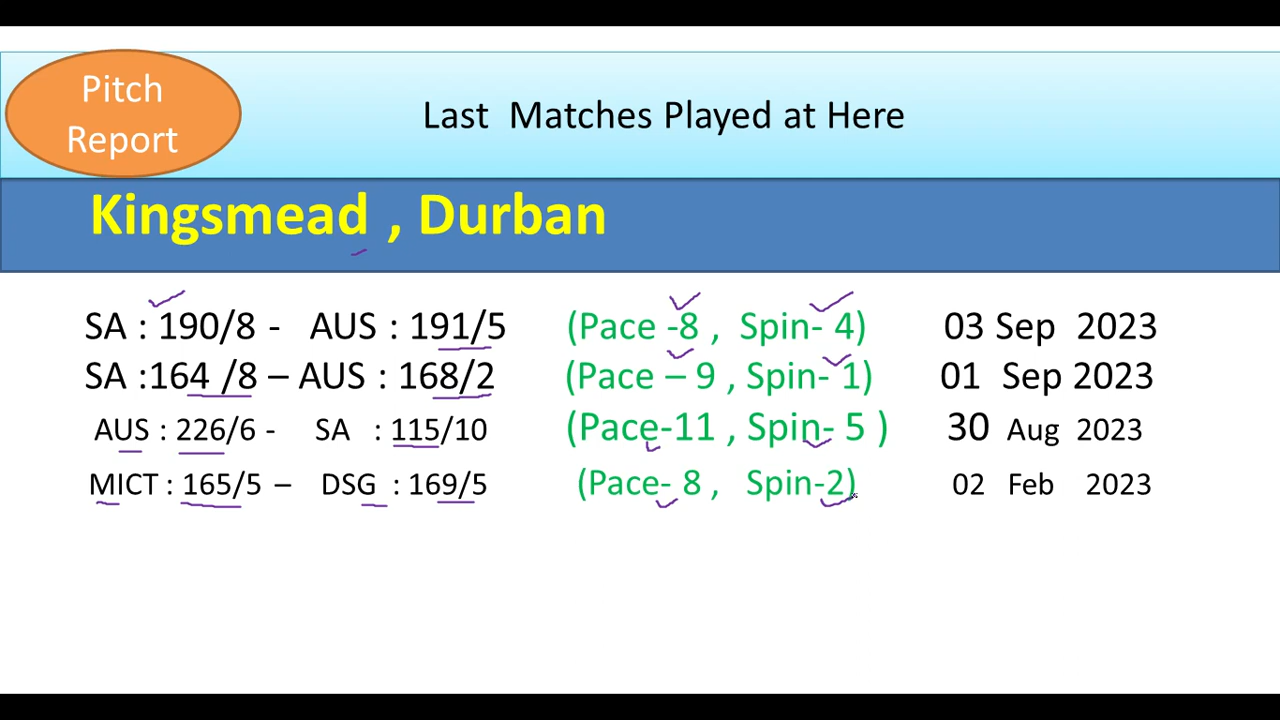 Pitch
Report
Last Matches Played at Here
Kingsmead , Durban
SA : 190/8 - AUS : 191/5 (Pace -8 , Spin- 4) 03 Sep 2023
SA :164 /8 – AUS : 168/2 (Pace – 9 , Spin- 1) 01 Sep 2023
AUS : 226/6 - SA : 115/10 (Pace-11 , Spin- 5 ) 30 Aug 2023
MICT : 165/5 – DSG : 169/5 (Pace- 8 , Spin-2) 02 Feb 2023